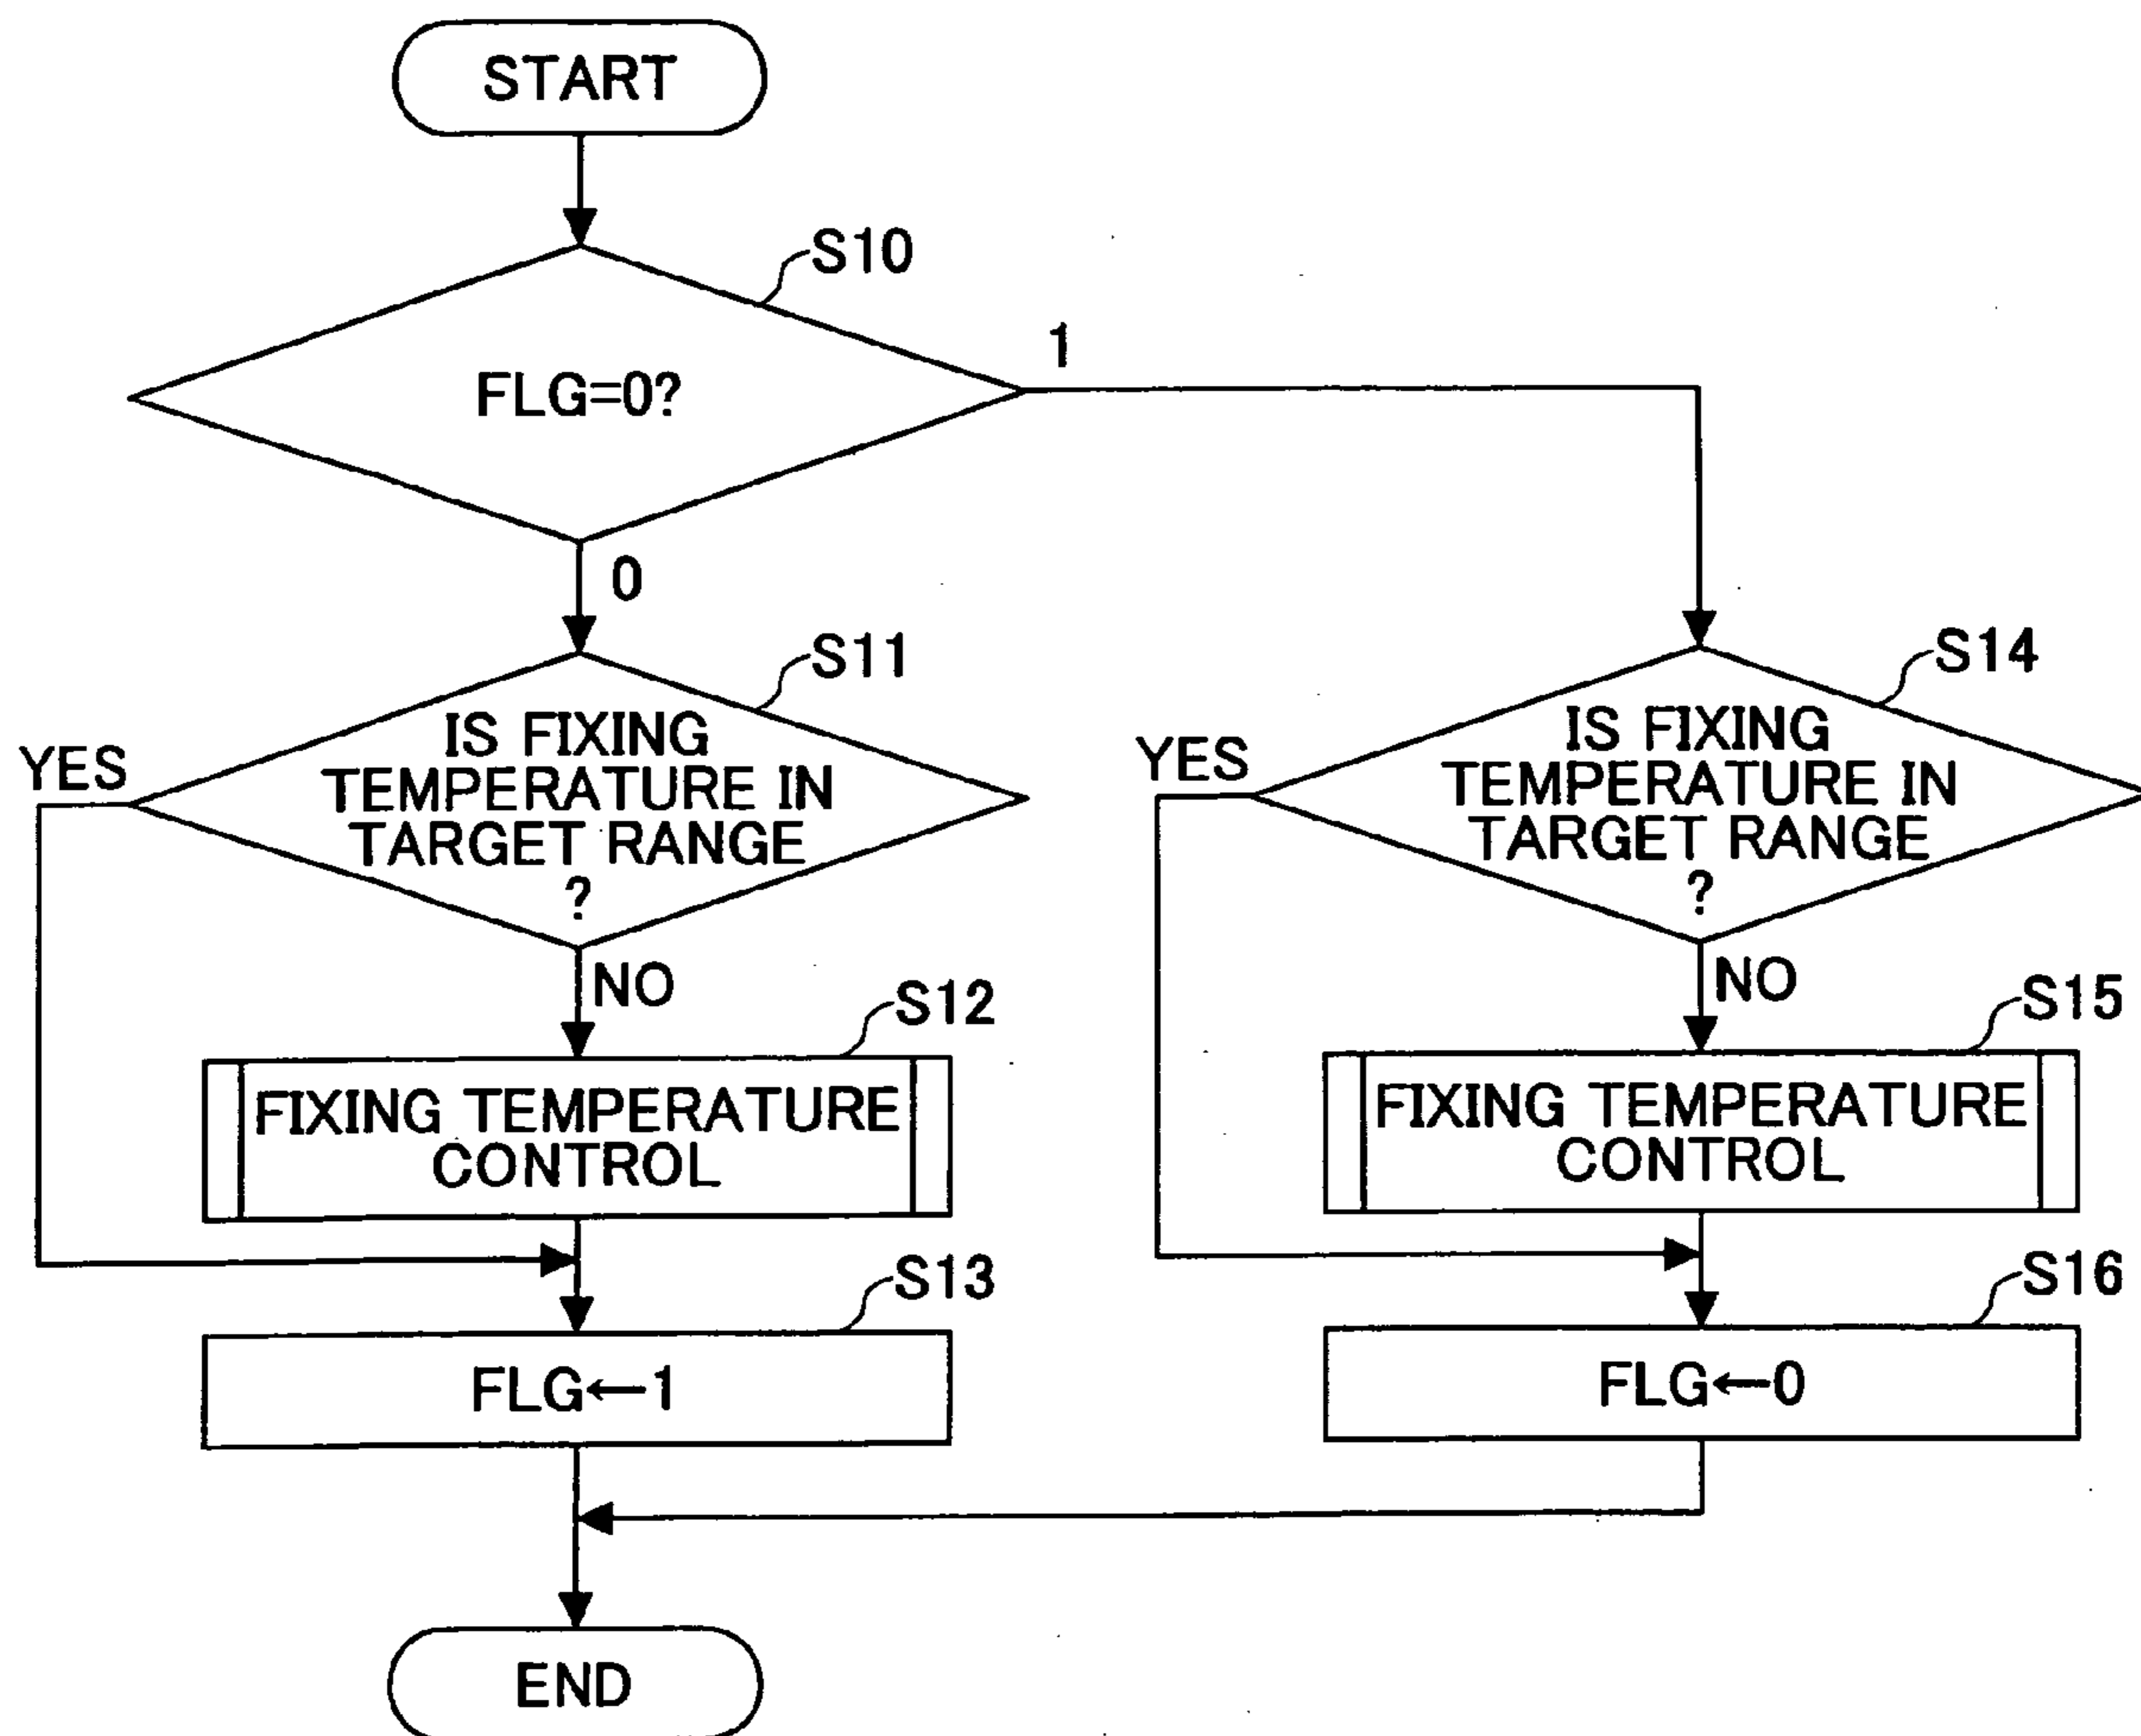 START
S10
FLG=0?
1
0
S11
IS FIXING
TEMPERATURE IN
TARGET RANGE
?
YES
NO
S12
FIXING TEMPERATURE
CONTROL
S13
FLG←1
S14
IS FIXING
TEMPERATURE IN
TARGET RANGE
?
YES
NO
S15
FIXING TEMPERATURE
CONTROL
S16
FLG←0
END